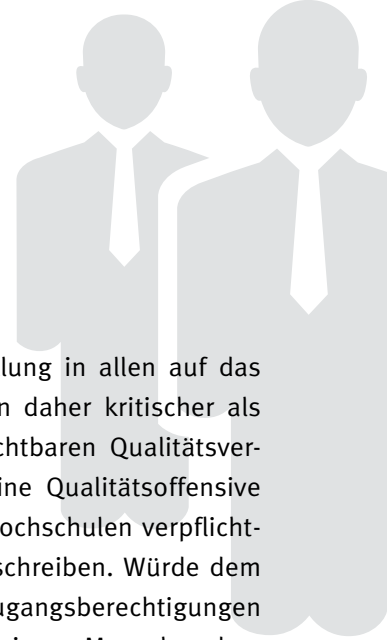 lung in allen auf das
n daher kritischer als
chtbaren Qualitätsver-
ine Qualitätsoffensive
ochschulen verpflicht-
schreiben. Würde dem
ugangsberechtigungen